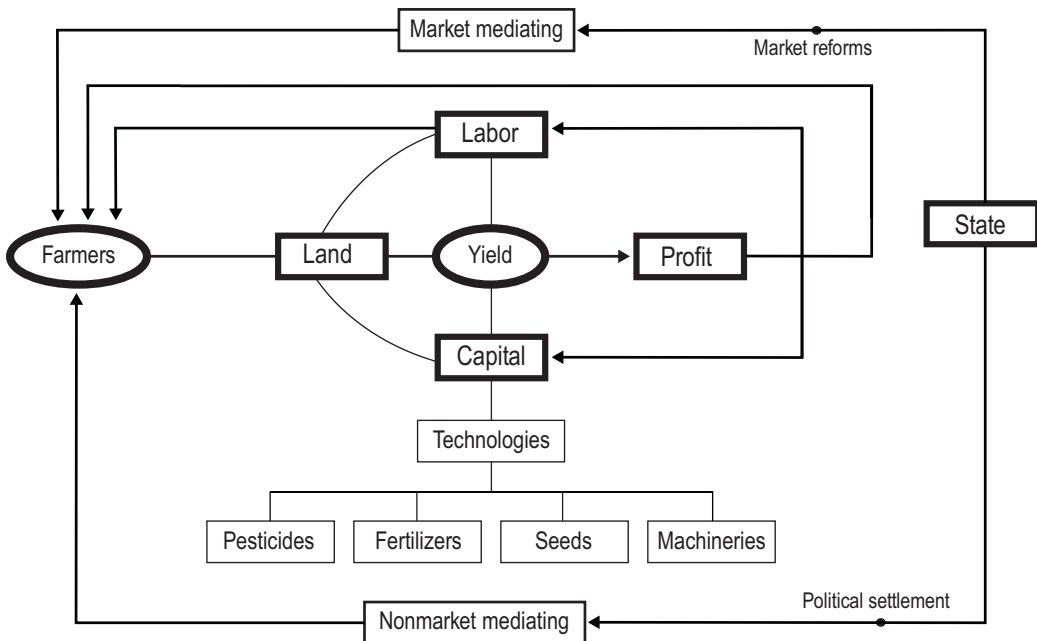 Market mediating
Market reforms
Labor
State
Farmers
Land
Yield
Profit
Capital
Technologies
Pesticides
Fertilizers
Seeds
Machineries
Political settlement
Nonmarket mediating